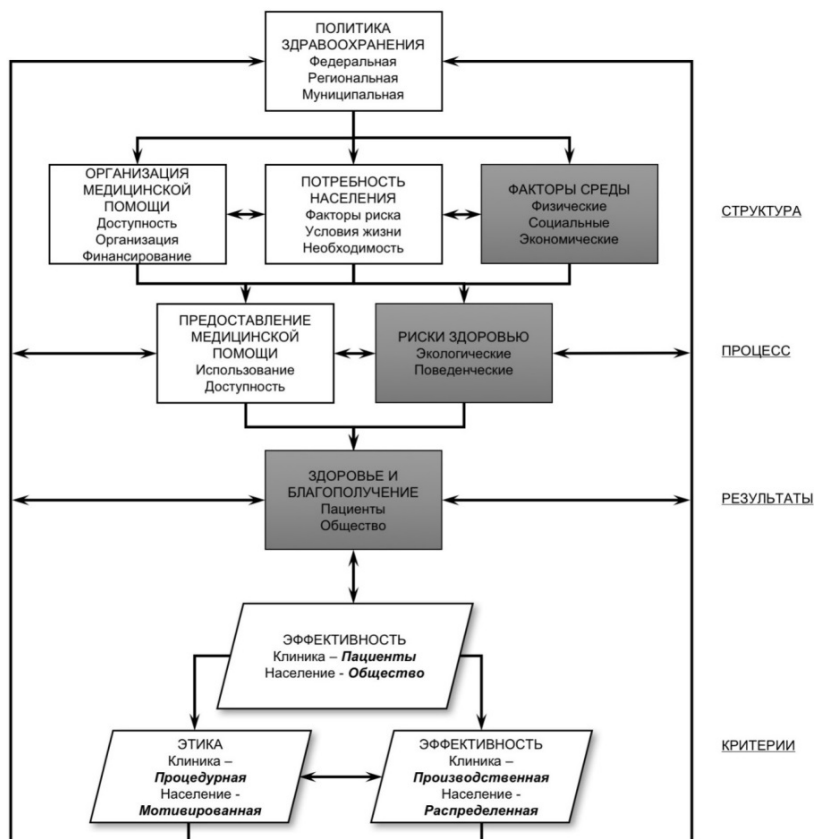 ПОЛИТИКА
ЗДРАВООХРАНЕНИЯ
Федеральная
Региональная
Муниципальная
ОРГАНИЗАЦИЯ
МЕДИЦИНСКОЙ
ПОМОЩИ
Доступность
Организация
Финансирование
ПОТРЕБНОСТЬ
НАСЕЛЕНИЯ
Факторы риска
Условия жизни
Необходимость
ФАКТОРЫ СРЕДЫ
Физические
Социальные
Экономические
СТРУКТУРА
ПРЕДОСТАВЛЕНИЕ
МЕДИЦИНСКОЙ
ПОМОЩИ
Использование
Доступность
РИСКИ ЗДОРОВЬЮ
Экологические
Поведенческие
ПРОЦЕСС
ЗДОРОВЬЕ И
БЛАГОПОЛУЧЕНИЕ
Пациенты
Общество
РЕЗУЛЬТАТЫ
ЭФФЕКТИВНОСТЬ
Клиника – Пациенты
Население - Общество
ЭТИКА
Клиника –
Процедурная
Население -
Мотивированная
ЭФФЕКТИВНОСТЬ
Клиника –
Производственная
Население -
Распределенная
КРИТЕРИИ